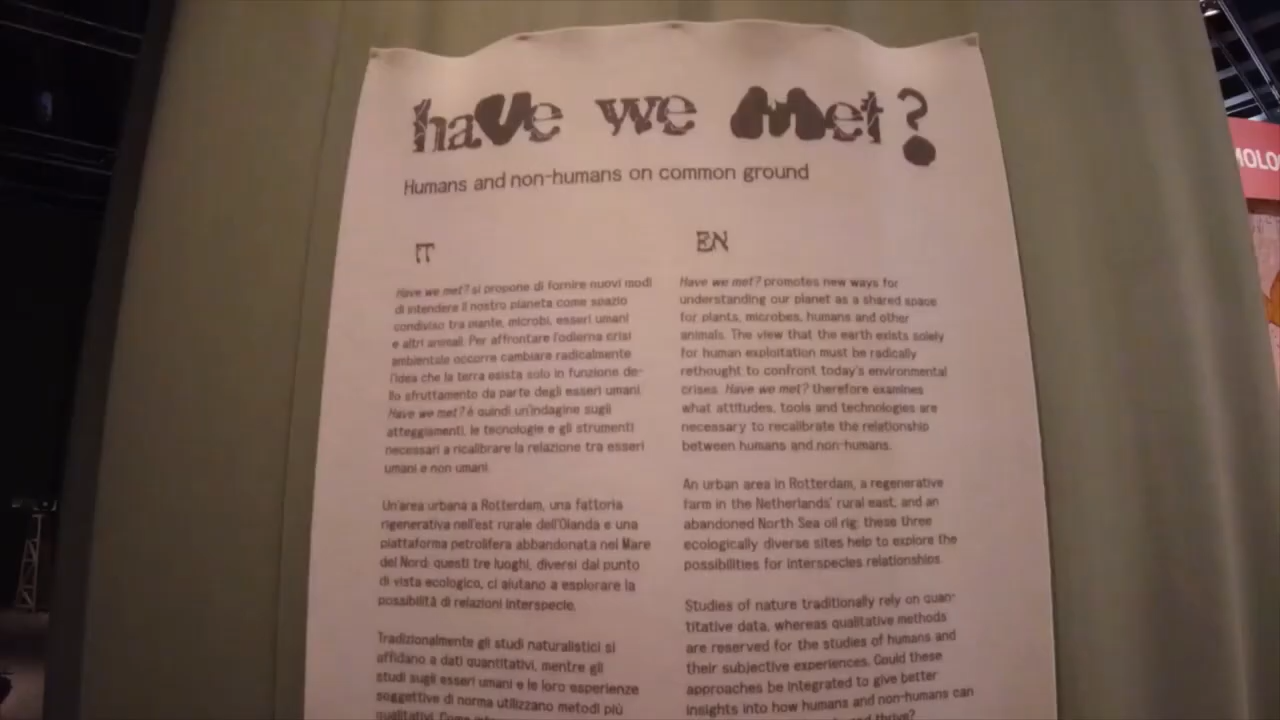 have we met?
Humans and non-humans on common ground
IT
Have we met? si propone di fornire nuovi modi
di intendere il nostro pianeta come spazio
condiviso tra piante, microbi, esseri umani
e altri animali. Per affrontare l'odierna crisi
ambientale occorre cambiare radicalmente
l'idea che la terra esista solo in funzione de-
llo sfruttamento da parte degli esseri umani.
Have we met? è quindi un'indagine sugli
atteggiamenti, le tecnologie e gli strumenti
necessari a ricalibrare la relazione tra esseri
umani e non umani.
Un'area urbana a Rotterdam, una fattoria
rigenerativa nell'est rurale dell'Olanda e una
piattaforma petrolifera abbandonata nel Mare
del Nord: questi tre luoghi, diversi dal punto
di vista ecologico, ci aiutano a esplorare la
possibilità di relazioni interspecie.
Tradizionalmente gli studi naturalistici si
affidano a dati quantitativi, mentre gli
studi sugli esseri umani e le loro esperienze
soggettive di norma utilizzano metodi più
qualitativi. Come
EN
Have we met? promotes new ways for
understanding our planet as a shared space
for plants, microbes, humans and other
animals. The view that the earth exists solely
for human exploitation must be radically
rethought to confront today's environmental
crises. Have we met? therefore examines
what attitudes, tools and technologies are
necessary to recalibrate the relationship
between humans and non-humans.
An urban area in Rotterdam, a regenerative
farm in the Netherlands' rural east, and an
abandoned North Sea oil rig: these three
ecologically diverse sites help to explore the
possibilities for interspecies relationships.
Studies of nature traditionally rely on quan-
titative data, whereas qualitative methods
are reserved for the studies of humans and
their subjective experiences. Could these
approaches be integrated to give better
insights into how humans and non-humans can
thrive?
MOLO